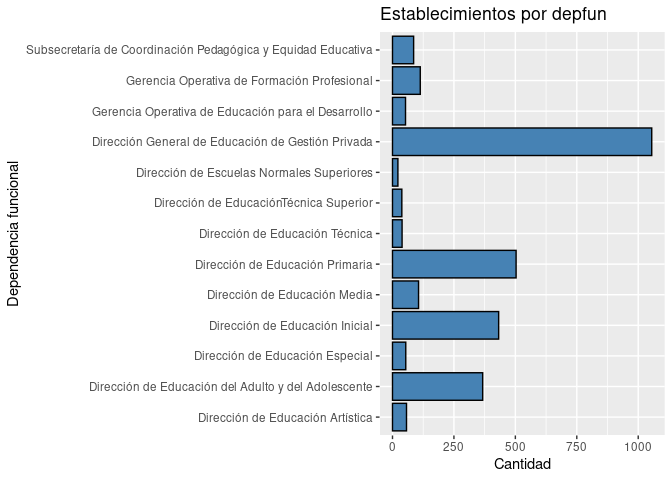 Establecimientos por depfun
Dependencia funcional
Subsecretaría de Coordinación Pedagógica y Equidad Educativa
Gerencia Operativa de Formación Profesional
Gerencia Operativa de Educación para el Desarrollo
Dirección General de Educación de Gestión Privada
Dirección de Escuelas Normales Superiores
Dirección de EducaciónTécnica Superior
Dirección de Educación Técnica
Dirección de Educación Primaria
Dirección de Educación Media
Dirección de Educación Inicial
Dirección de Educación Especial
Dirección de Educación del Adulto y del Adolescente
Dirección de Educación Artística
0 250 500 750 1000
Cantidad